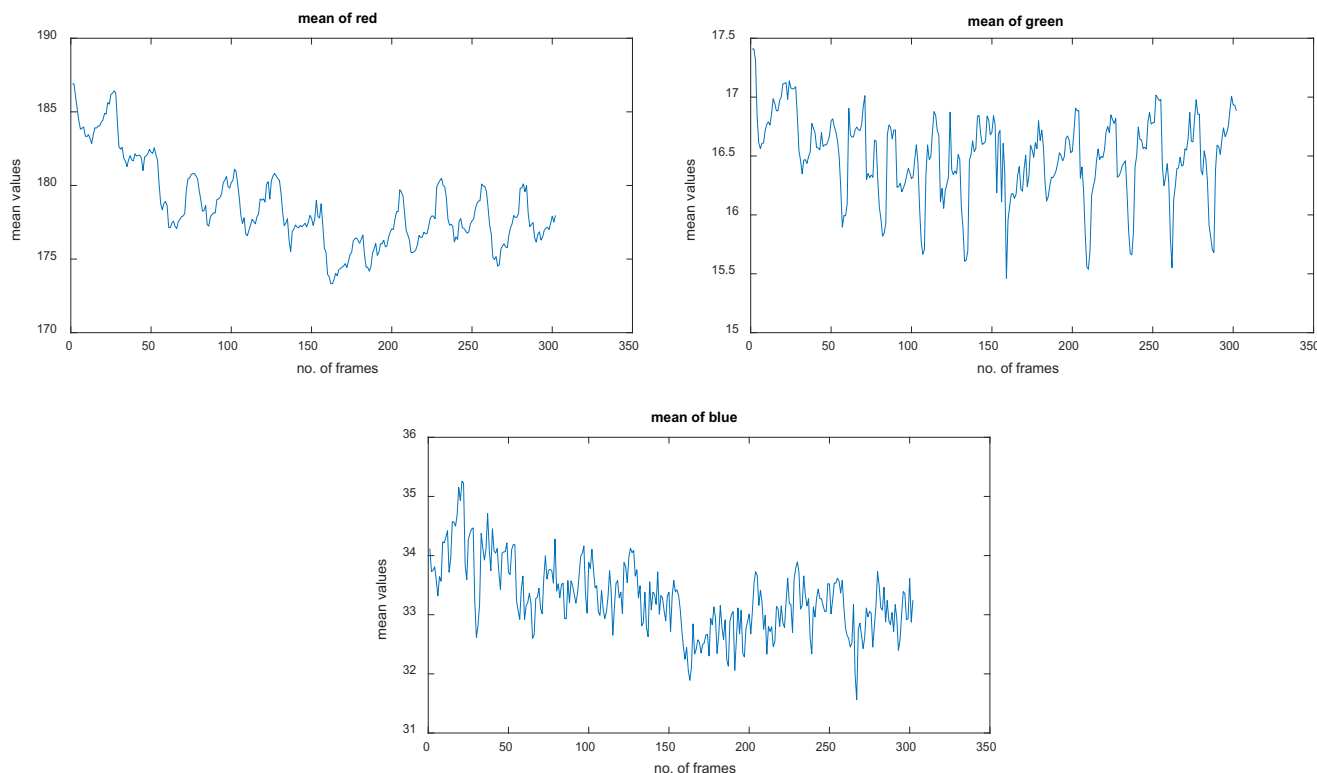 mean of red
190
185
180
175
170
mean values
0 50 100 150 200 250 300 350
no. of frames
mean of green
17.5
17
16.5
16
15.5
15
mean values
0 50 100 150 200 250 300 350
no. of frames
mean of blue
36
35
34
33
32
31
mean values
0 50 100 150 200 250 300 350
no. of frames